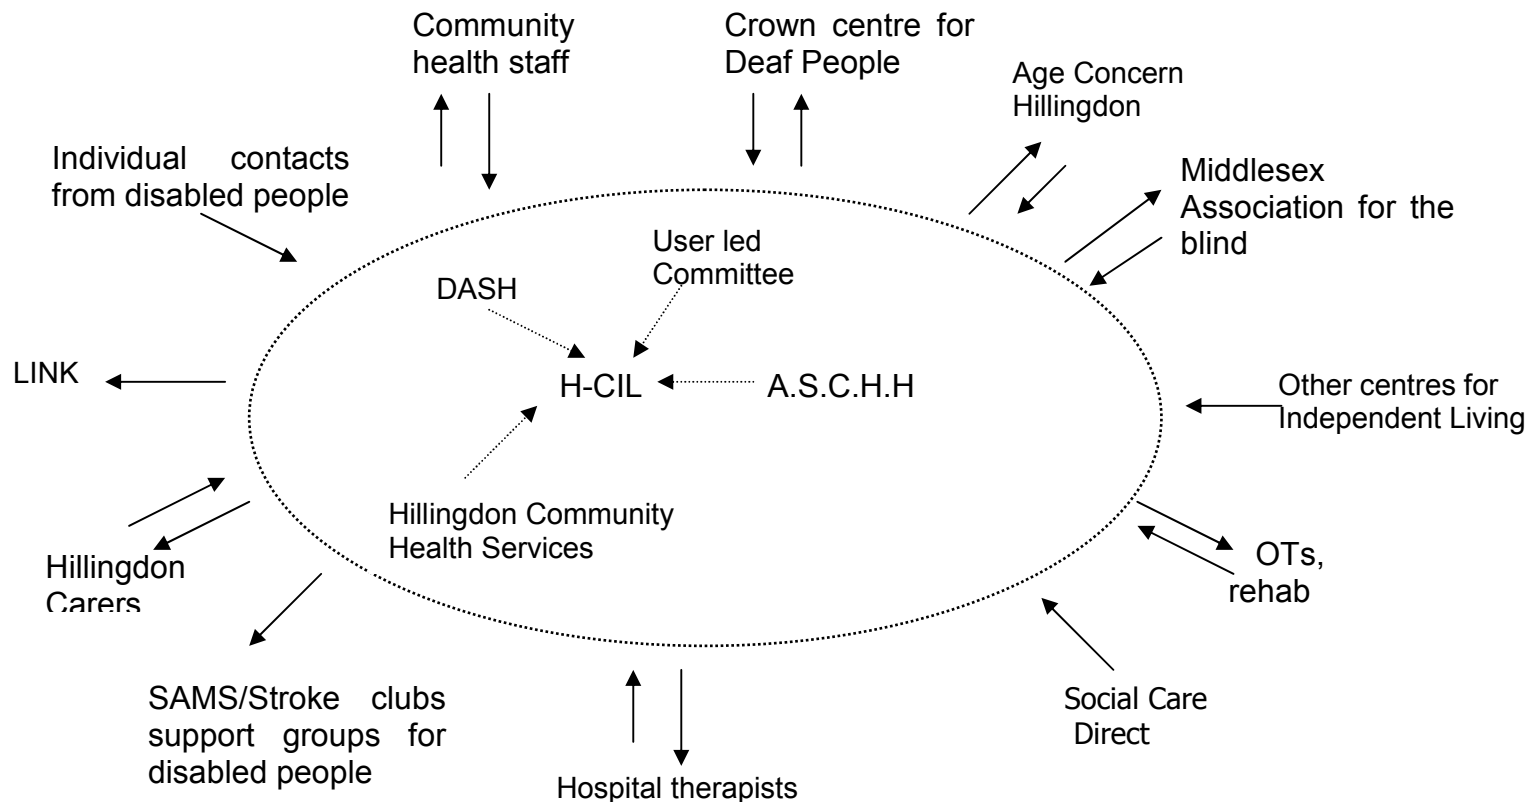 Community
health staff
Crown centre for
Deaf People
Age Concern
Hillingdon
Individual contacts
from disabled people
Middlesex
Association for the
blind
User led
Committee
DASH
LINK
H-CIL
A.S.C.H.H
Other centres for
Independent Living
Hillingdon Community
Health Services
Hillingdon
Carers
OTs,
rehab
SAMS/Stroke clubs
support groups for
disabled people
Social Care
Direct
Hospital therapists